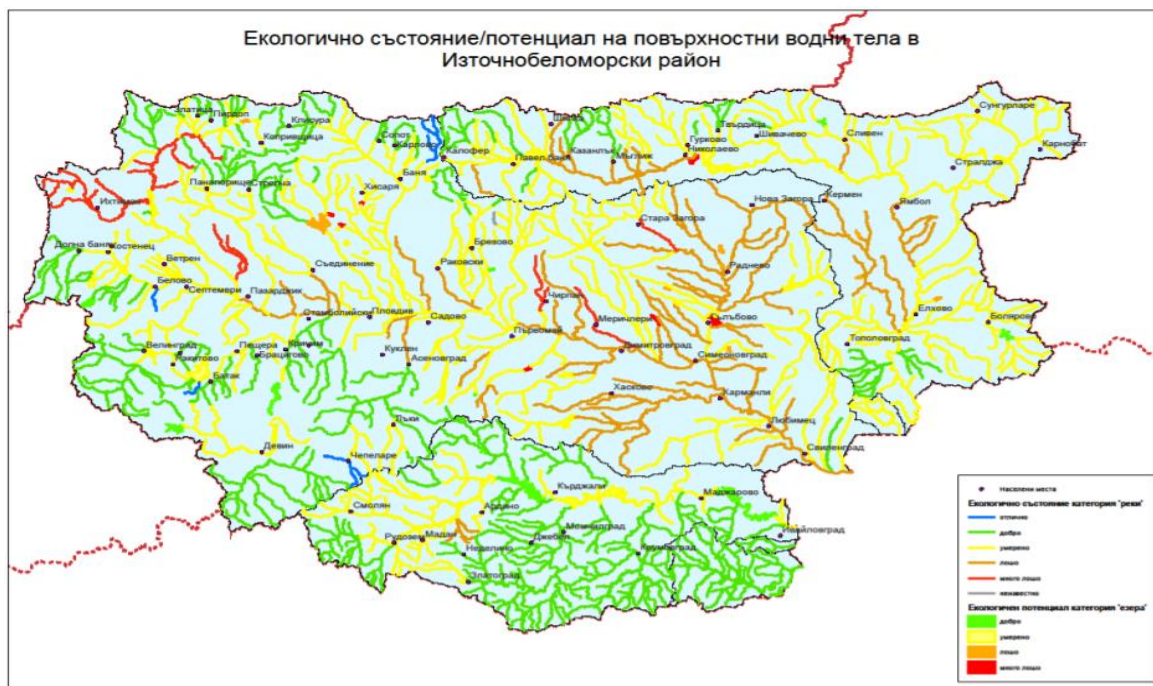 Екологично състояние/потенциал на повърхностни водни тела в
Източнобеломорски район
Златица
Пирдоп
Клисура
Копривщица
Сопот
Карлово
Калофер
Баня
Павел баня
Казанлък
Мъглиж
Гурково
Николаево
Твърдица
Шивачево
Сливен
Сунгурларе
Карнобат
Стралджа
Ихтиман
Панагюрище
Стрелча
Хисаря
Стара Загора
Нова Загора
Кермен
Ямбол
Долна баня
Костенец
Ветрен
Белово
Септември
Пазарджик
Съединение
Брезово
Раковски
Раднево
Чирпан
Меричлери
Гълъбово
Стамболийски
Пловдив
Садово
Първомай
Димитровград
Симеоновград
Елхово
Болярово
Тополовград
Велинград
Ракитово
Пещера
Брацигово
Кричим
Батак
Куклен
Асеновград
Хасково
Харманли
Любимец
Свиленград
Лъки
Девин
Чепеларе
Смолян
Рудозем
Мадан
Ардино
Неделино
Златоград
Кърджали
Момчилград
Джебел
Крумовград
Маджарово
Ивайловград
Населени места
Екологично състояние категория 'реки'
отлично
добро
умерено
лошо
много лошо
неизвестно
Екологичен потенциал категория 'езера'
добро
умерено
лошо
много лошо